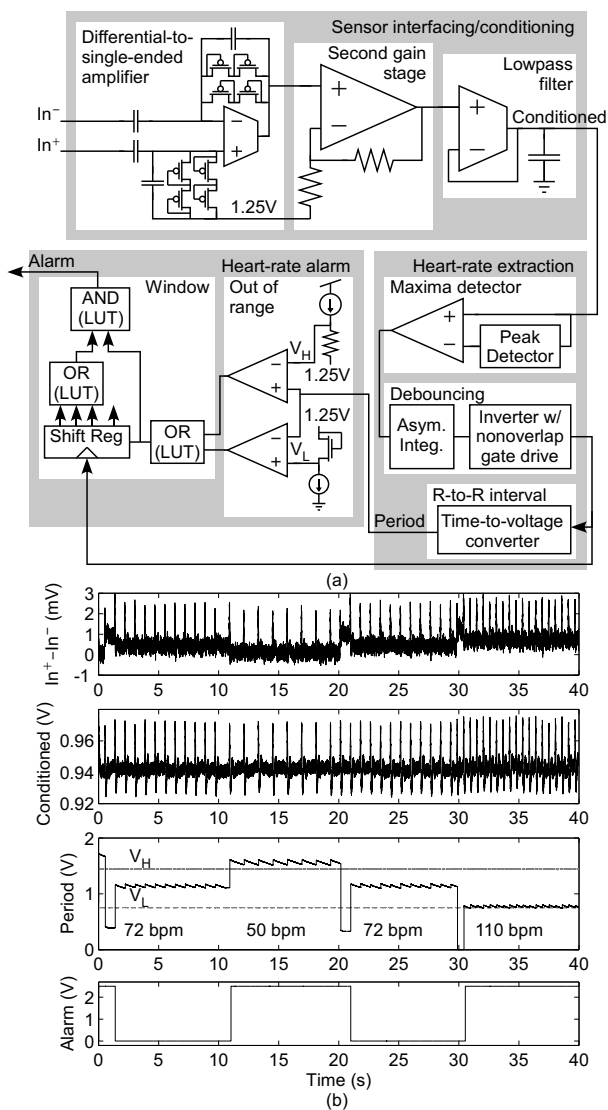 Differential-to-
single-ended
amplifier
Sensor interfacing/conditioning
Second gain
stage
Lowpass
filter
In⁻
In⁺
−
+
+
−
+
−
Conditioned
1.25V
Alarm
Heart-rate alarm
Heart-rate extraction
Window
Out of
range
Maxima detector
AND
(LUT)
OR
(LUT)
Shift Reg
OR
(LUT)
V_H
−
+
1.25V
1.25V
−
+
V_L
+
−
Peak
Detector
Debouncing
Asym.
Integ.
Inverter w/
nonoverlap
gate drive
R-to-R interval
Period
Time-to-voltage
converter
(a)
In⁺−In⁻ (mV)
3
2
1
0
-1
0 5 10 15 20 25 30 35 40
Conditioned (V)
0.96
0.94
0.92
0 5 10 15 20 25 30 35 40
Period (V)
2
1
0
V_H
V_L
72 bpm 50 bpm 72 bpm 110 bpm
0 5 10 15 20 25 30 35 40
Alarm (V)
2
0
0 5 10 15 20 25 30 35 40
Time (s)
(b)